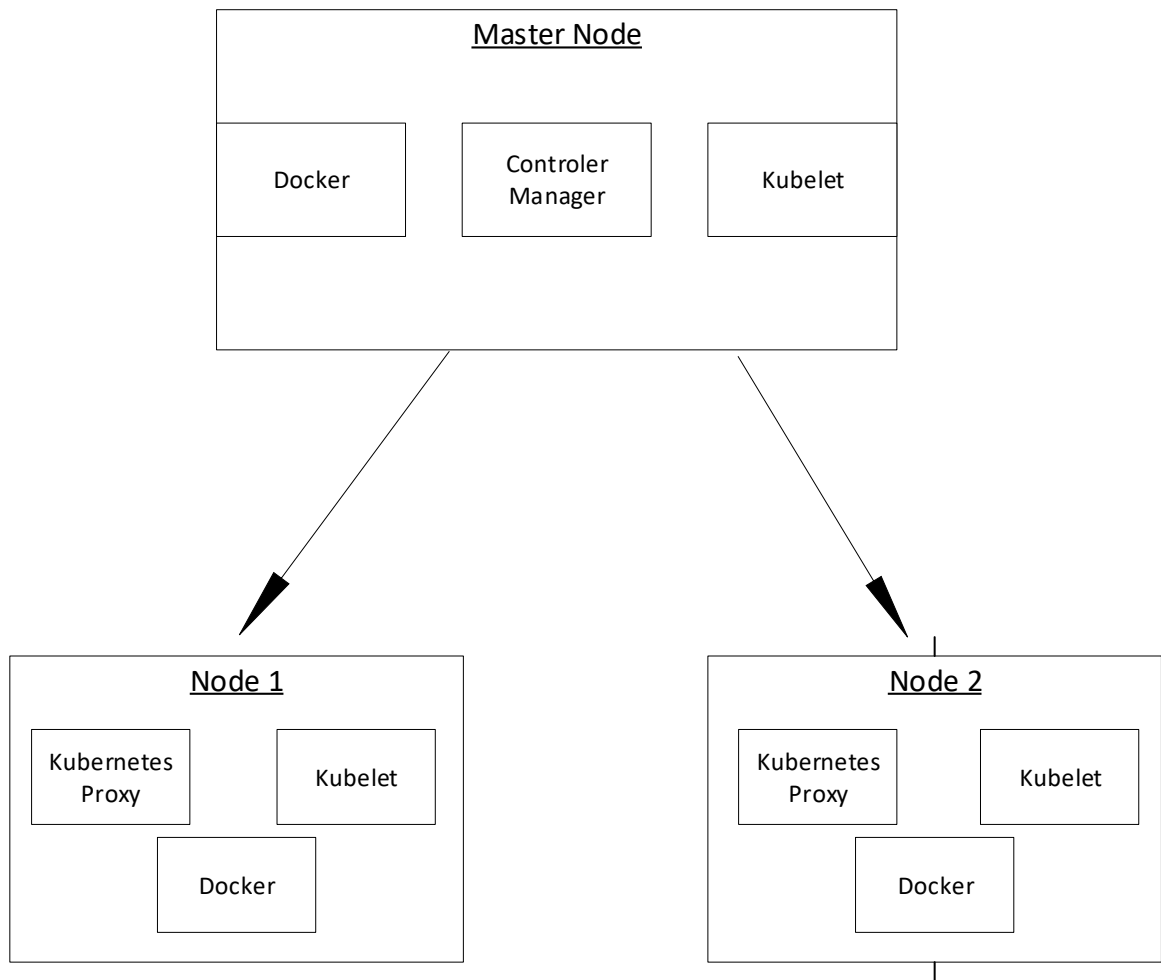 Master Node
Docker
Controler
Manager
Kubelet
Node 1
Kubernetes
Proxy
Kubelet
Docker
Node 2
Kubernetes
Proxy
Kubelet
Docker